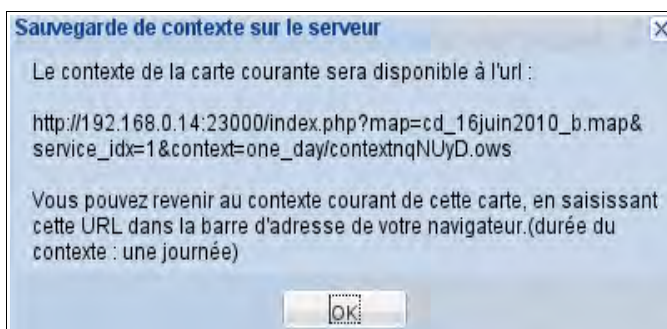 Sauvegarde de contexte sur le serveur
Le contexte de la carte courante sera disponible à l'url :
http://192.168.0.14:23000/index.php?map=cd_16juin2010_b.map&
service_idx=1&context=one_day/contextnqNUyD.ows
Vous pouvez revenir au contexte courant de cette carte, en saisissant
cette URL dans la barre d'adresse de votre navigateur.(durée du
contexte : une journée)
OK